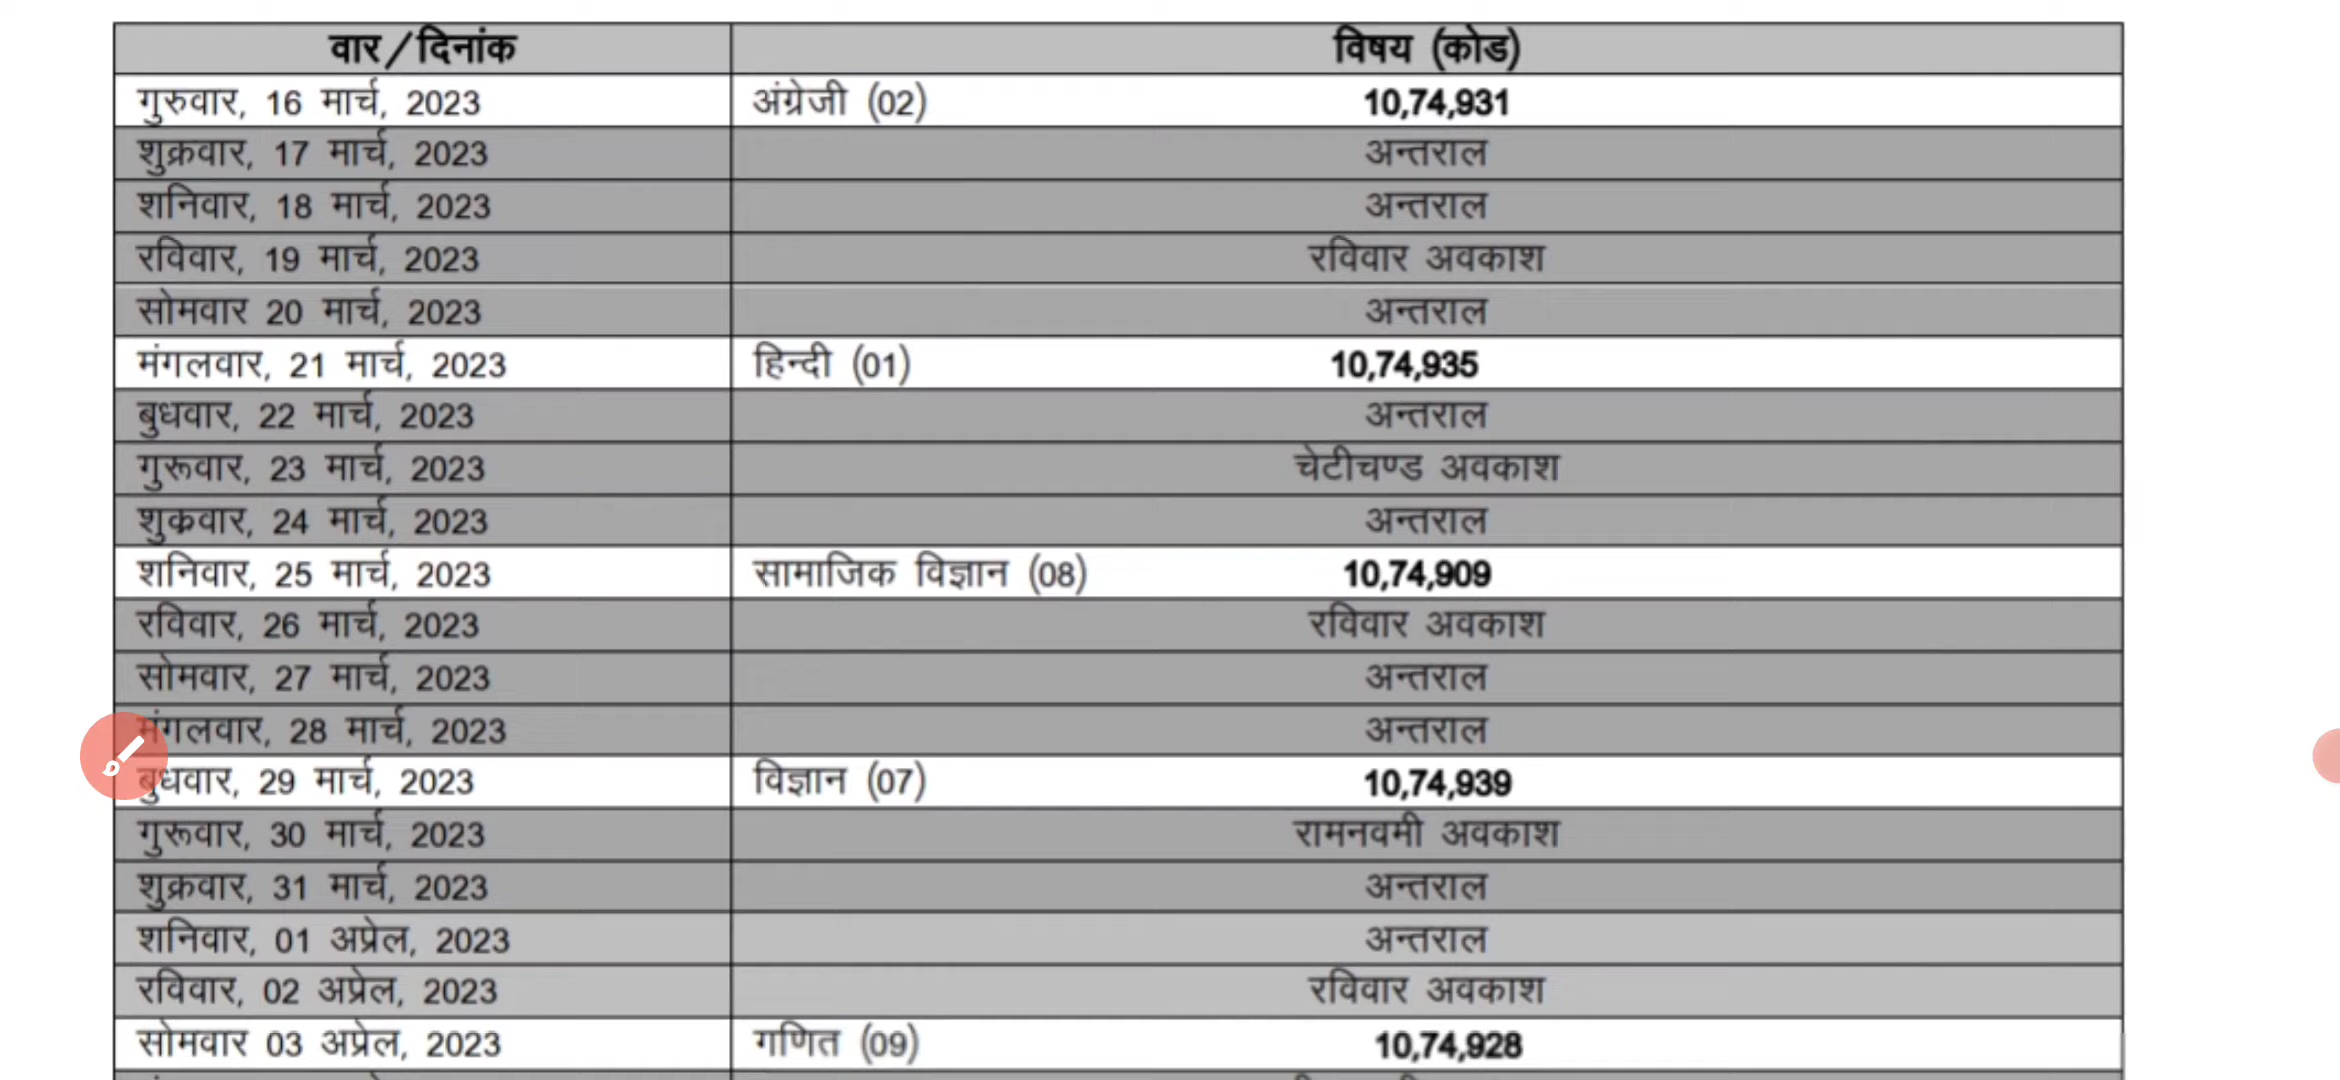 वार/दिनांक विषय (कोड)
गुरुवार, 16 मार्च, 2023 अंग्रेजी (02) 10,74,931
शुक्रवार, 17 मार्च, 2023 अन्तराल
शनिवार, 18 मार्च, 2023 अन्तराल
रविवार, 19 मार्च, 2023 रविवार अवकाश
सोमवार 20 मार्च, 2023 अन्तराल
मंगलवार, 21 मार्च, 2023 हिन्दी (01) 10,74,935
बुधवार, 22 मार्च, 2023 अन्तराल
गुरूवार, 23 मार्च, 2023 चेटीचण्ड अवकाश
शुक्रवार, 24 मार्च, 2023 अन्तराल
शनिवार, 25 मार्च, 2023 सामाजिक विज्ञान (08) 10,74,909
रविवार, 26 मार्च, 2023 रविवार अवकाश
सोमवार, 27 मार्च, 2023 अन्तराल
मंगलवार, 28 मार्च, 2023 अन्तराल
बुधवार, 29 मार्च, 2023 विज्ञान (07) 10,74,939
गुरूवार, 30 मार्च, 2023 रामनवमी अवकाश
शुक्रवार, 31 मार्च, 2023 अन्तराल
शनिवार, 01 अप्रेल, 2023 अन्तराल
रविवार, 02 अप्रेल, 2023 रविवार अवकाश
सोमवार 03 अप्रेल, 2023 गणित (09) 10,74,928